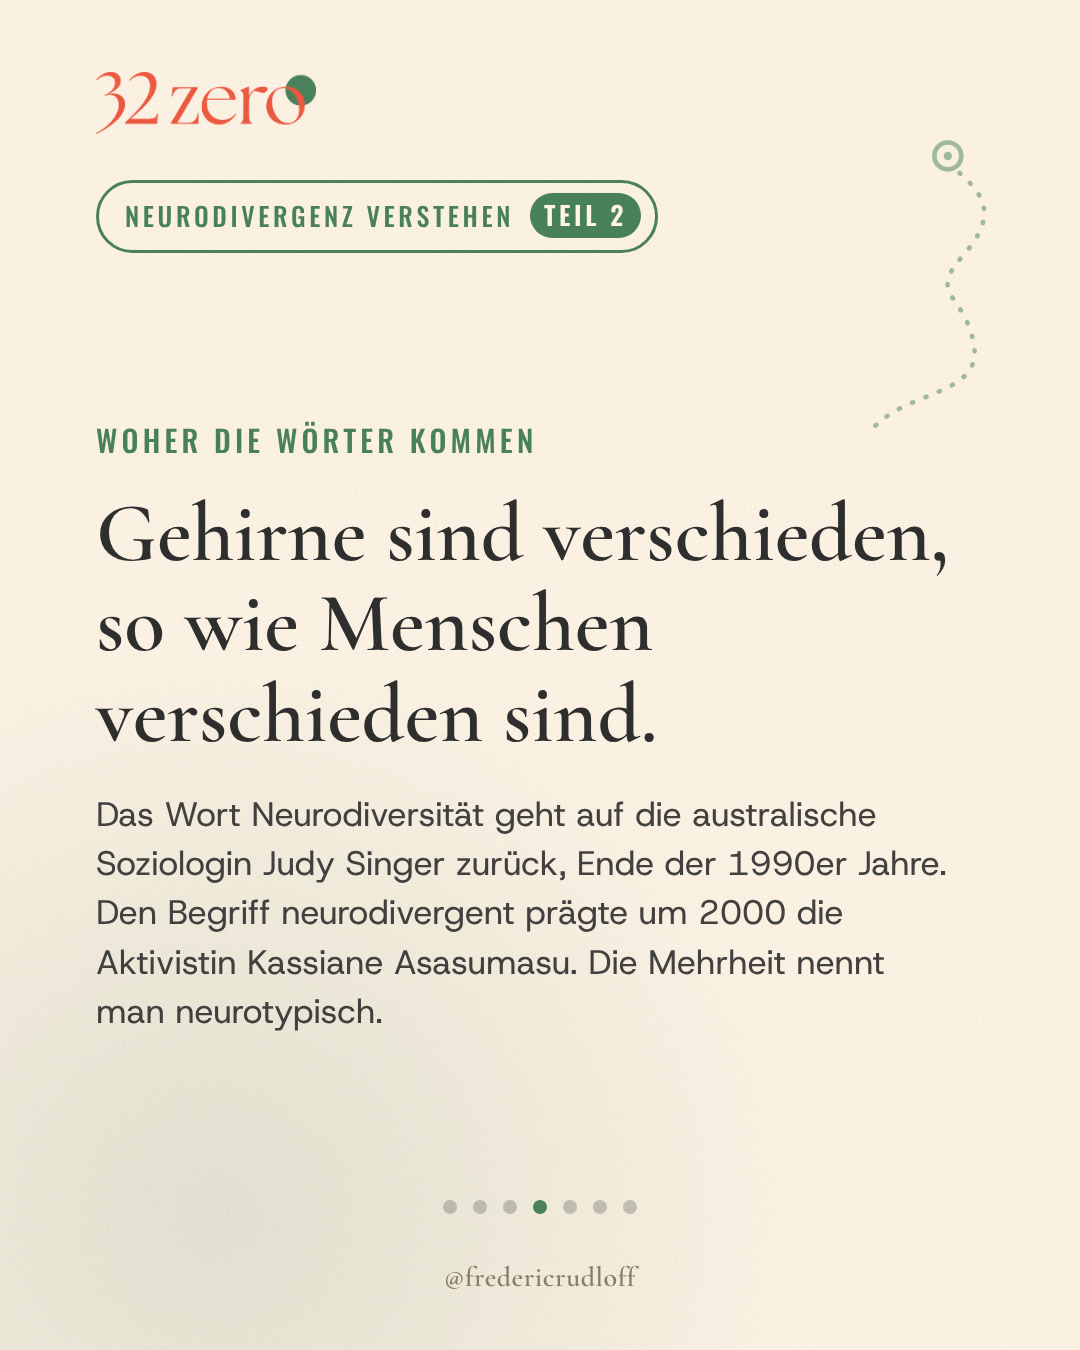 32 zero
NEURODIVERGENZ VERSTEHEN TEIL 2
WOHER DIE WÖRTER KOMMEN
Gehirne sind verschieden,
so wie Menschen
verschieden sind.
Das Wort Neurodiversität geht auf die australische
Soziologin Judy Singer zurück, Ende der 1990er Jahre.
Den Begriff neurodivergent prägte um 2000 die
Aktivistin Kassiane Asasumasu. Die Mehrheit nennt
man neurotypisch.
@fredericrudloff